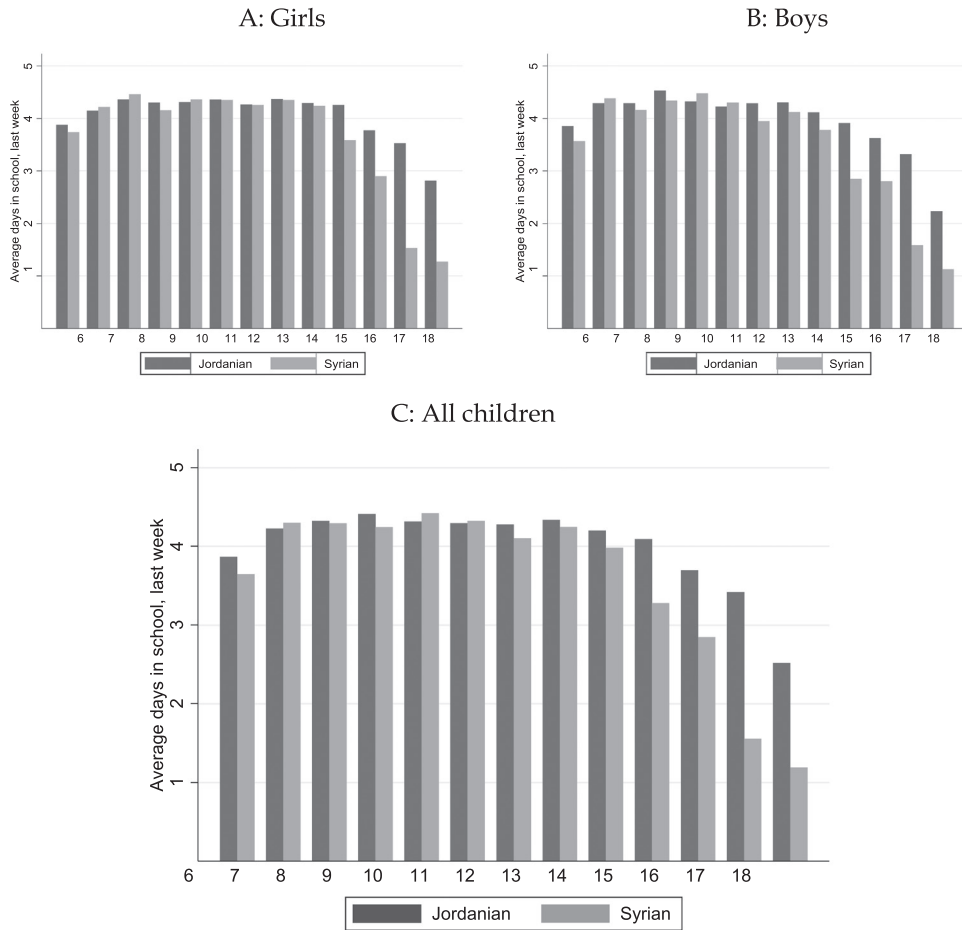 A: Girls
Average days in school, last week
5
4
3
2
1
6 7 8 9 10 11 12 13 14 15 16 17 18
Jordanian Syrian
B: Boys
Average days in school, last week
5
4
3
2
1
6 7 8 9 10 11 12 13 14 15 16 17 18
Jordanian Syrian
C: All children
Average days in school, last week
5
4
3
2
1
6 7 8 9 10 11 12 13 14 15 16 17 18
Jordanian Syrian